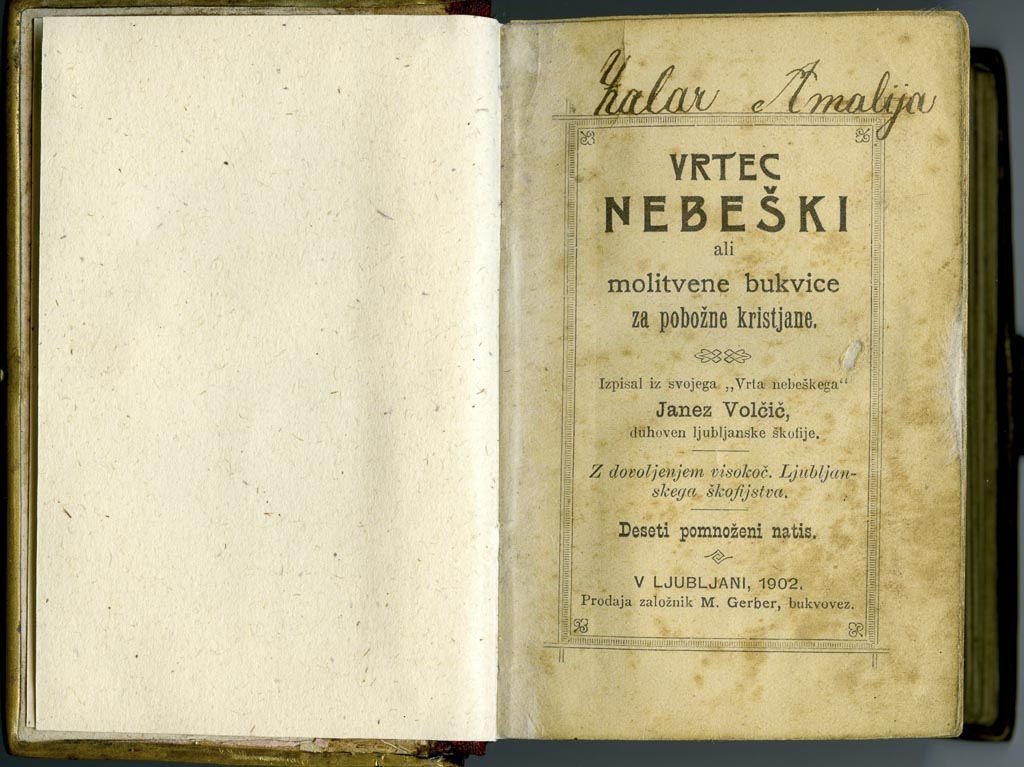 Zalar Amalija
VRTEC
NEBEŠKI
ali
molitvene bukvice
za pobožne kristjane.
Izpisal iz svojega „Vrta nebeškega“
Janez Volčič,
duhoven ljubljanske škofije.
Z dovoljenjem visokoč. Ljubljan-
skega škofijstva.
Deseti pomnoženi natis.
V LJUBLJANI, 1902.
Prodaja založnik M. Gerber, bukvovez.